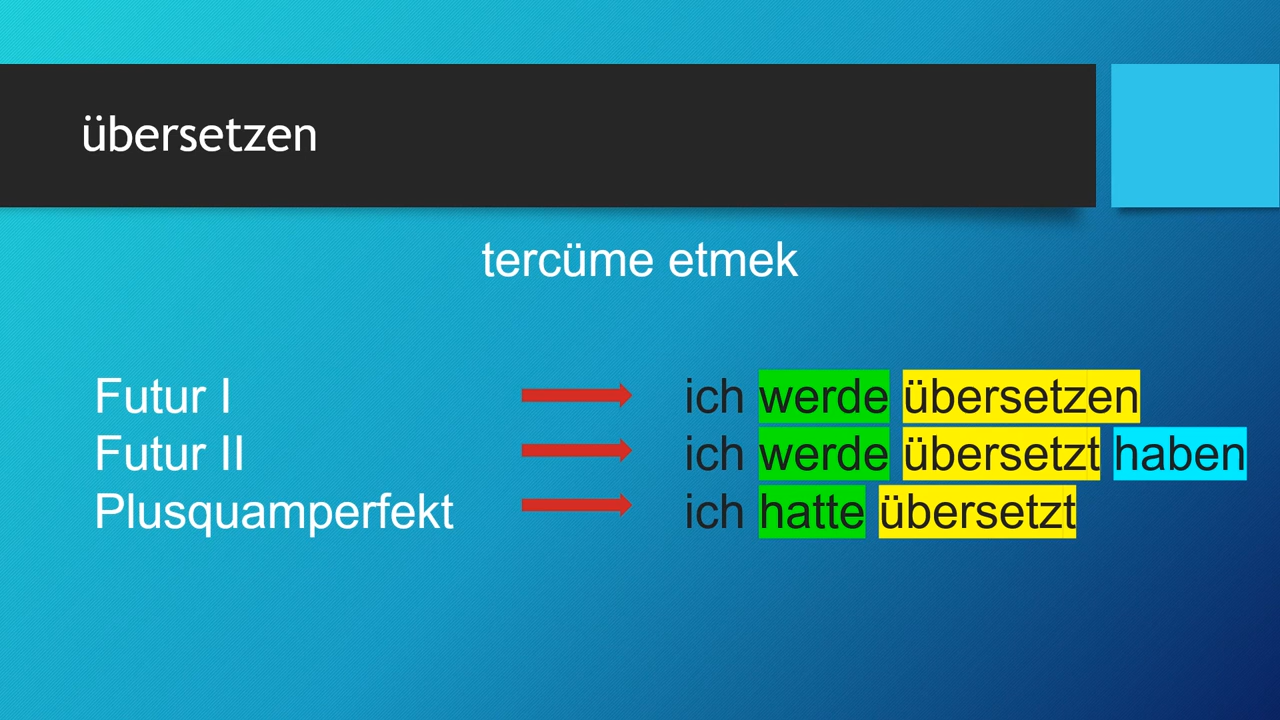 übersetzen
tercüme etmek
Futur I ich werde übersetzen
Futur II ich werde übersetzt haben
Plusquamperfekt ich hatte übersetzt